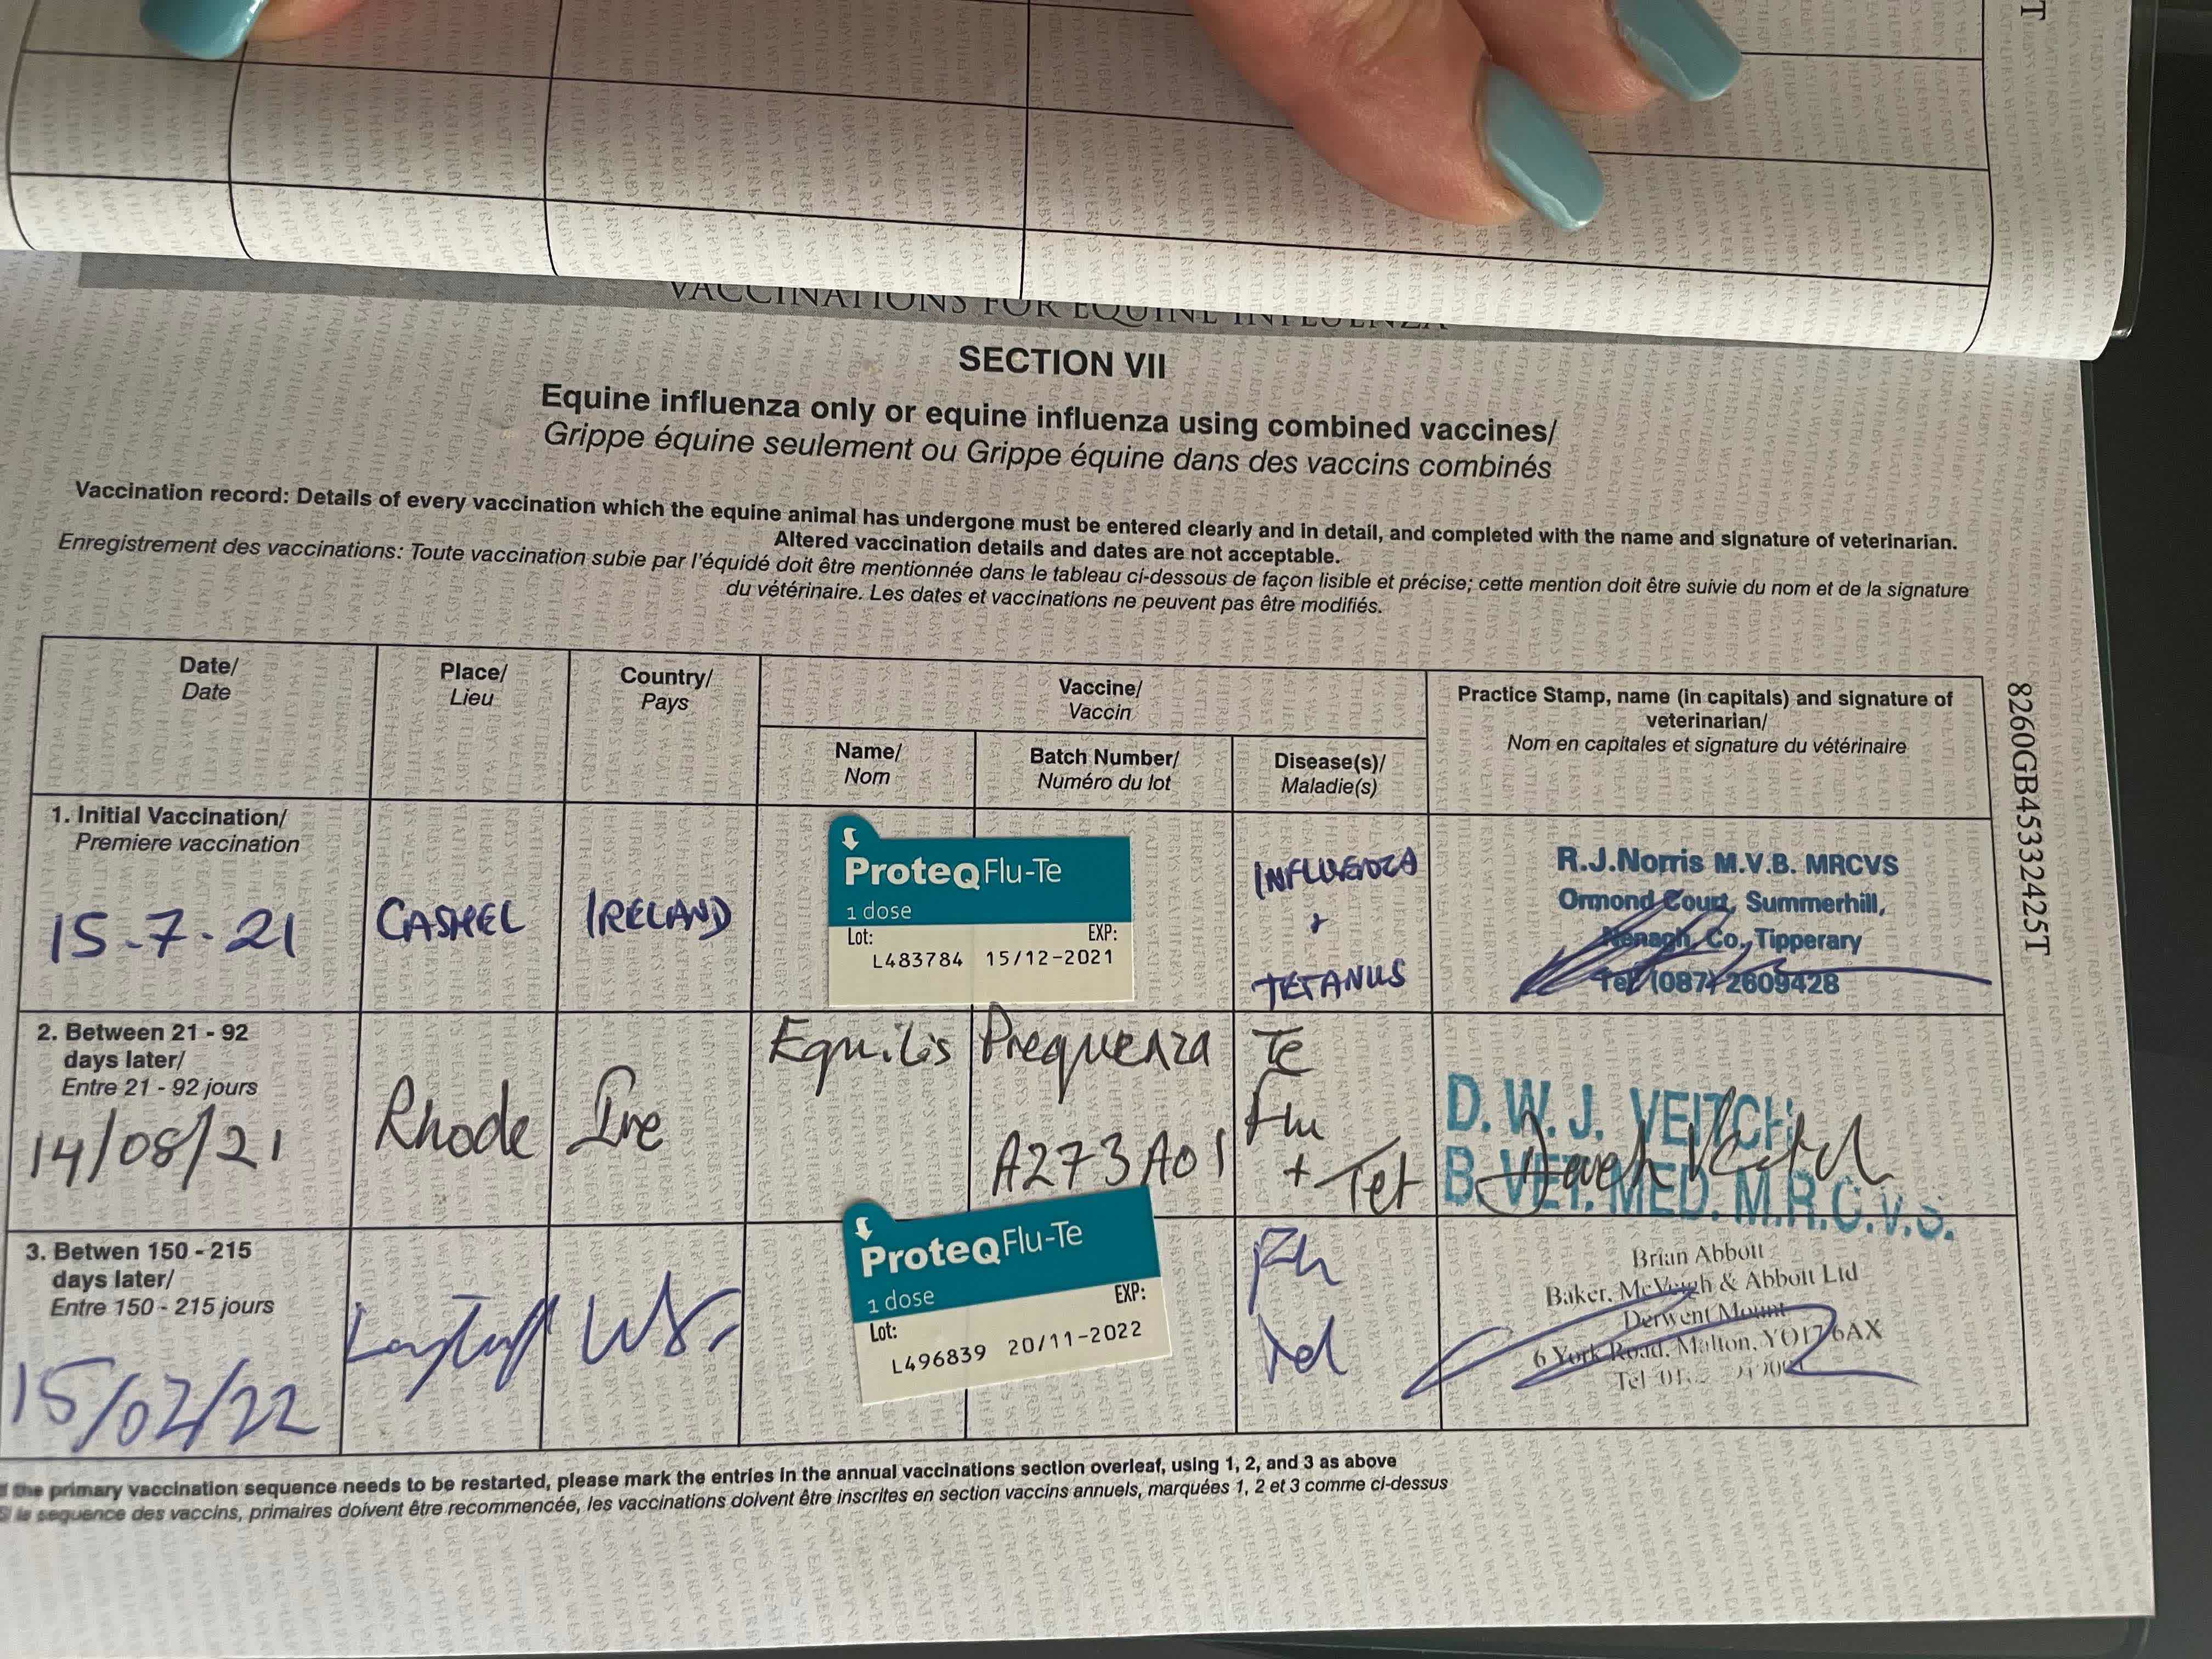 VACCINATIONS FOR EQUINE INFLUENZA
SECTION VII
Equine influenza only or equine influenza using combined vaccines/
Grippe équine seulement ou Grippe équine dans des vaccins combinés
Vaccination record: Details of every vaccination which the equine animal has undergone must be entered clearly and in detail, and completed with the name and signature of veterinarian.
Altered vaccination details and dates are not acceptable.
Enregistrement des vaccinations: Toute vaccination subie par l'équidé doit être mentionnée dans le tableau ci-dessous de façon lisible et précise; cette mention doit être suivie du nom et de la signature
du vétérinaire. Les dates et vaccinations ne peuvent pas être modifiés.
Date/
Date
Place/
Lieu
Country/
Pays
Vaccine/
Vaccin
Name/
Nom
Batch Number/
Numéro du lot
Disease(s)/
Maladie(s)
Practice Stamp, name (in capitals) and signature of
veterinarian/
Nom en capitales et signature du vétérinaire
1. Initial Vaccination/
Premiere vaccination
15-7-21
CASHEL
IRELAND
ProteqFlu-Te
1 dose
Lot: EXP:
L483784 15/12-2021
INFLUENZA
+
TETANUS
R.J.Norris M.V.B. MRCVS
Ormond Court, Summerhill,
Nenagh, Co. Tipperary
Tel: (087) 2609428
2. Between 21 - 92
days later/
Entre 21 - 92 jours
14/08/21
Rhode
Ire
Equilis Prequenza Te
A273A01
Flu
+ Tet
D. W. J. VEITCH
B. VET. MED. M.R.C.V.S.
3. Betwen 150 - 215
days later/
Entre 150 - 215 jours
15/02/22
ProteqFlu-Te
1 dose
Lot: EXP:
L496839 20/11-2022
Brian Abbott
Baker, McVeigh & Abbott Ltd
Derwent Mount
6 York Road, Malton, YO17 6AX
Tel
If the primary vaccination sequence needs to be restarted, please mark the entries in the annual vaccinations section overleaf, using 1, 2, and 3 as above
Si le sequence des vaccins, primaires doivent être recommencée, les vaccinations doivent être inscrites en section vaccins annuels, marquées 1, 2 et 3 comme ci-dessus
8260GB45332425T